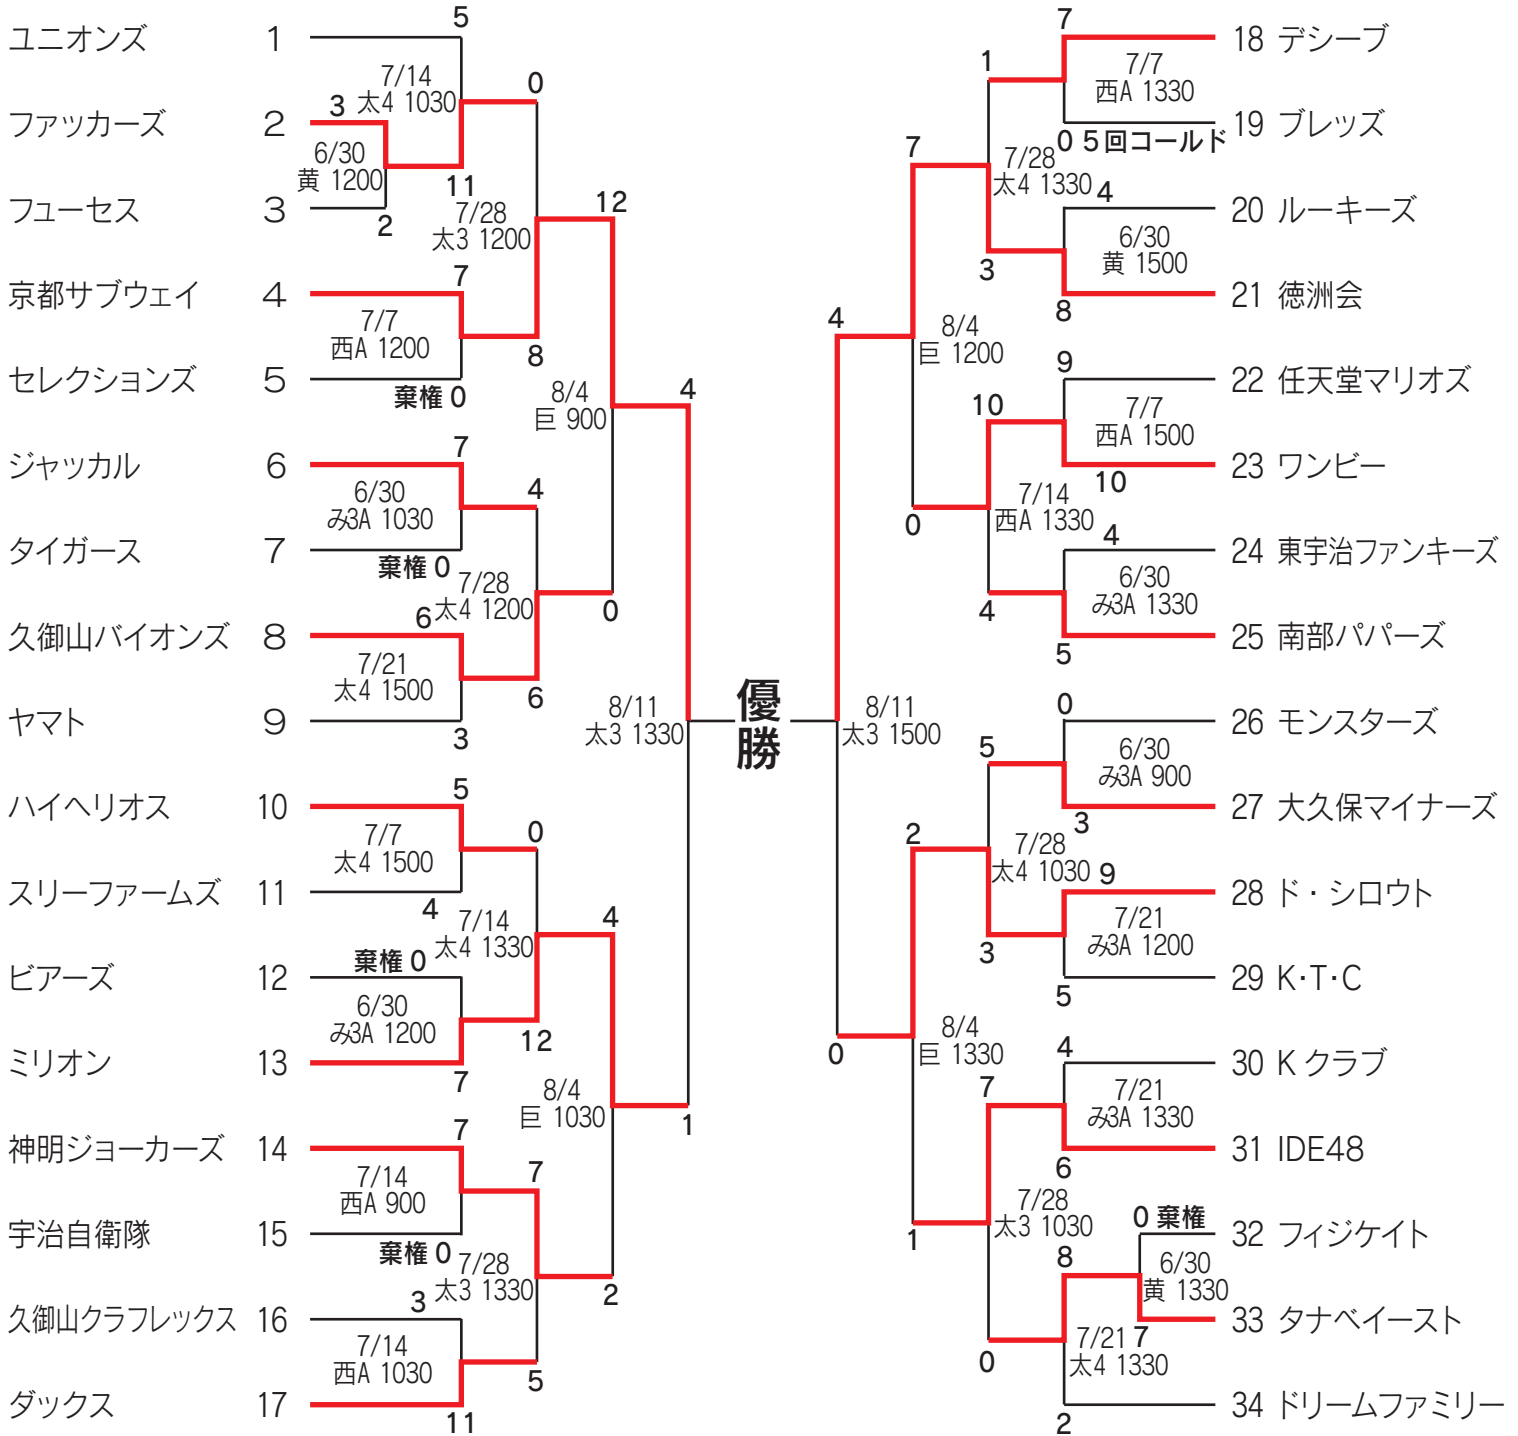 ユニオンズ 1
ファッカーズ 2
フューセス 3
京都サブウェイ 4
セレクションズ 5
ジャッカル 6
タイガース 7
久御山バイオンズ 8
ヤマト 9
ハイヘリオス 10
スリーファームズ 11
ビアーズ 12
ミリオン 13
神明ジョーカーズ 14
宇治自衛隊 15
久御山クラフレックス 16
ダックス 17
3
6/30
黄 1200
2
5
7/14
太4 1030
11
7
7/7
西A 1200
棄権 0
7
6/30
み3A 1030
棄権 0
6
7/21
太4 1500
3
5
7/7
太4 1500
4
棄権 0
6/30
み3A 1200
7
7
7/14
西A 900
棄権 0
3
7/14
西A 1030
11
0
7/28
太3 1200
8
4
7/28
太4 1200
6
0
7/14
太4 1330
12
7
7/28
太3 1330
5
12
8/4
巨 900
0
4
8/4
巨 1030
2
4
8/11
太3 1330
1
優
勝
4
8/11
太3 1500
0
7
8/4
巨 1200
0
2
8/4
巨 1330
1
1
7/28
太4 1330
3
10
7/14
西A 1330
4
5
7/28
太4 1030
3
7
7/28
太3 1030
0
7
7/7
西A 1330
0 5回コールド
4
6/30
黄 1500
8
9
7/7
西A 1500
10
4
6/30
み3A 1330
5
0
6/30
み3A 900
3
9
7/21
み3A 1200
5
4
7/21
み3A 1330
6
0 棄権
6/30
黄 1330
7
8
7/21
太4 1330
2
18 デシーブ
19 ブレッズ
20 ルーキーズ
21 徳洲会
22 任天堂マリオズ
23 ワンビー
24 東宇治ファンキーズ
25 南部パパーズ
26 モンスターズ
27 大久保マイナーズ
28 ド・シロウト
29 K・T・C
30 K クラブ
31 IDE48
32 フィジケイト
33 タナベイースト
34 ドリームファミリー